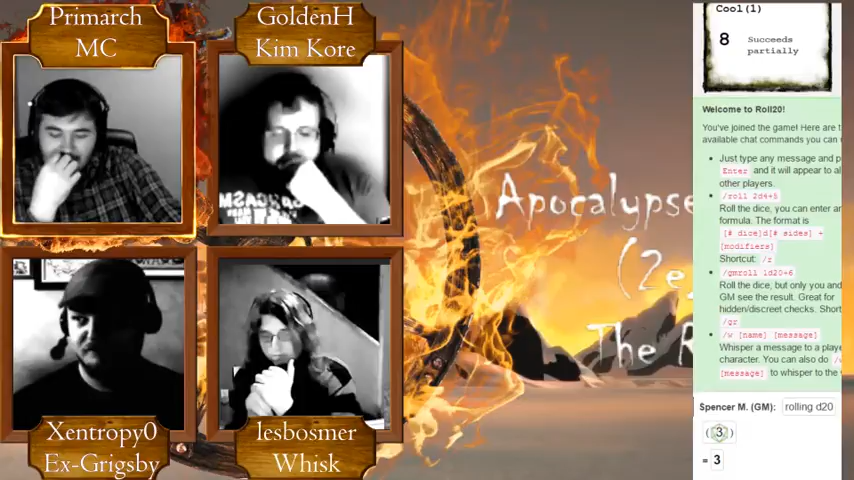 Primarch
MC
GoldenH
Kim Kore
Xentropy0
Ex-Grigsby
lesbosmer
Whisk
Apocalypse
(2e
The R
Cool(1)
8 Succeeds
partially
Welcome to Roll20!
You've joined the game! Here are t
available chat commands you can
Just type any message and p
Enter and it will appear to al
other players.
/roll 2d4+5
Roll the dice, you can enter an
formula. The format is
[# dice]d[# sides] +
[modifiers]
Shortcut: /r
/gmroll 1d20+6
Roll the dice, but only you and
GM see the result. Great for
hidden/discreet checks. Short
/gr
/w [name] [message]
Whisper a message to a playe
character. You can also do /w
[message] to whisper to the
Spencer M. (GM): rolling d20
(3)
= 3